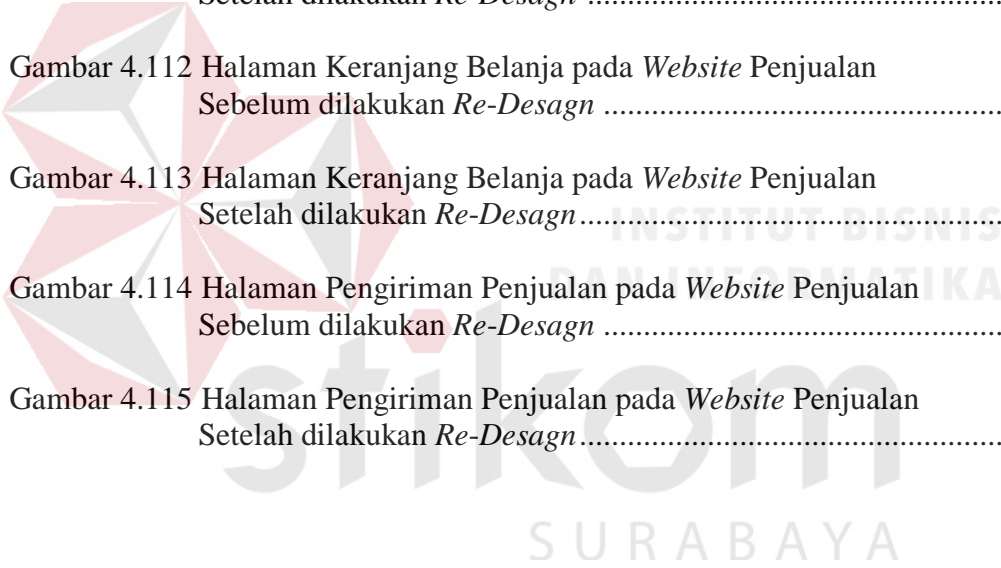 Setelah dilakukan Re-Desagn ....................................................
Gambar 4.112 Halaman Keranjang Belanja pada Website Penjualan
Sebelum dilakukan Re-Desagn ..................................................
Gambar 4.113 Halaman Keranjang Belanja pada Website Penjualan
Setelah dilakukan Re-Desagn.....................................................
INSTITUT BISNIS
Gambar 4.114 Halaman Pengiriman Penjualan pada Website Penjualan
DAN INFORMATIKA
Sebelum dilakukan Re-Desagn ..................................................
Gambar 4.115 Halaman Pengiriman Penjualan pada Website Penjualan
Setelah dilakukan Re-Desagn.....................................................
stikom
SURABAYA